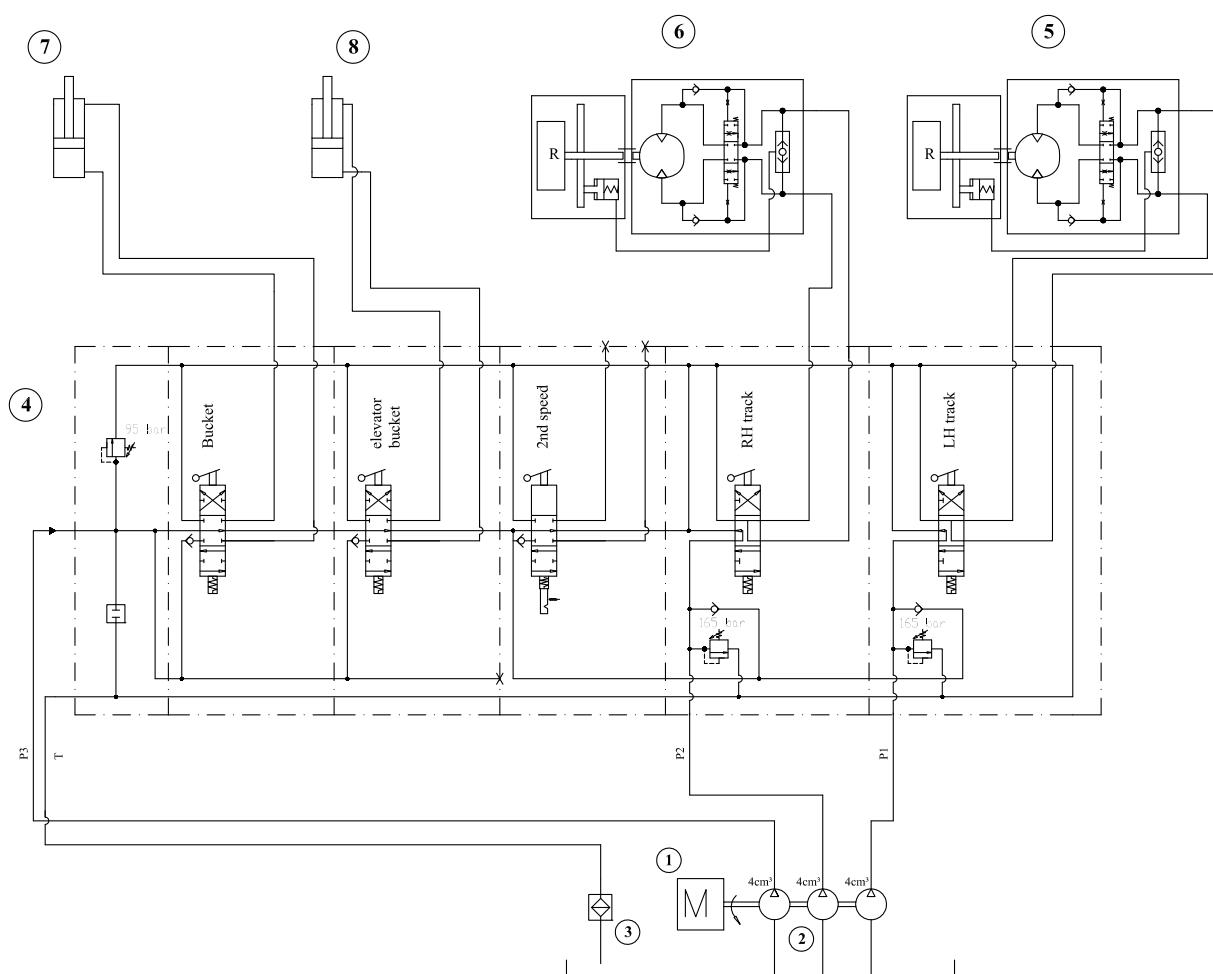 7
8
6
5
R
R
4
95 bar
Bucket
elevator
bucket
2nd speed
RH track
LH track
165 bar
165 bar
P3
T
P2
P1
1
4cm³
4cm³
4cm³
M
3
2